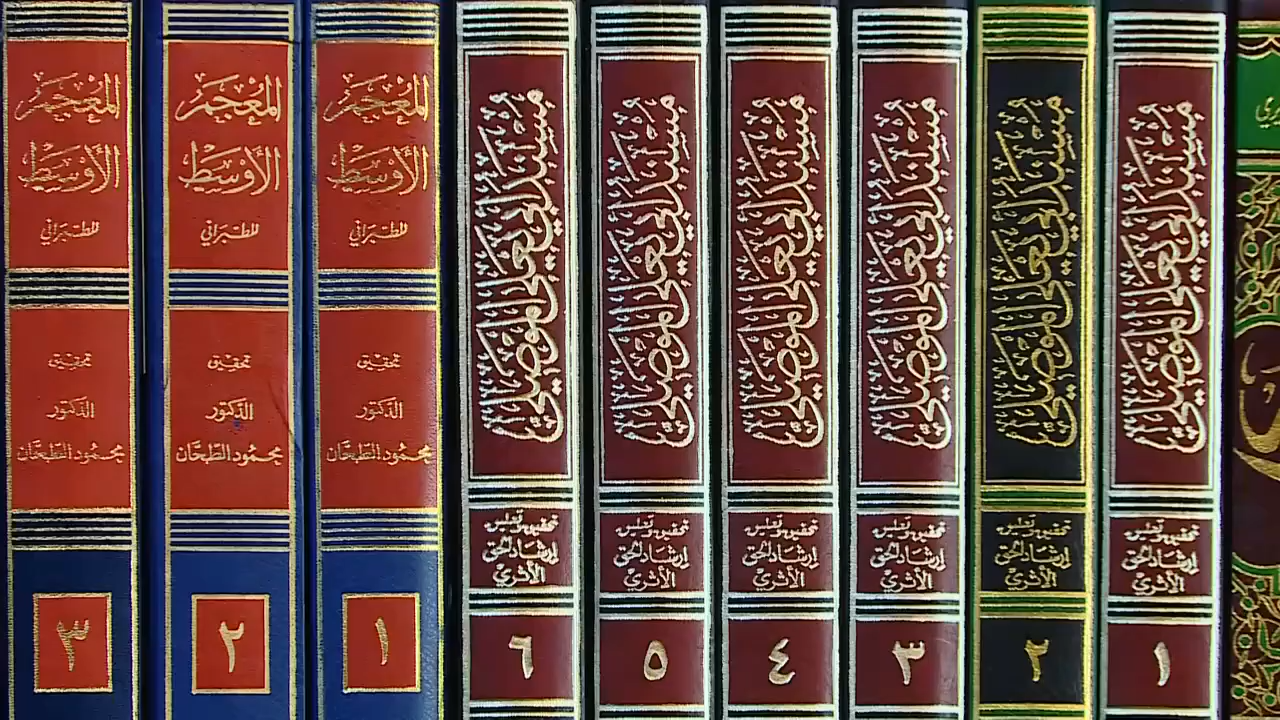 المعجم
الأوسط
للطبراني
تحقيق
الدكتور
محمود الطحان
٣
المعجم
الأوسط
للطبراني
تحقيق
الدكتور
محمود الطحان
٢
المعجم
الأوسط
للطبراني
تحقيق
الدكتور
محمود الطحان
١
مسند أبي يعلى الموصلي
تحقيق وتعليق
إرشاد الحق
الأثري
٦
مسند أبي يعلى الموصلي
تحقيق وتعليق
إرشاد الحق
الأثري
٥
مسند أبي يعلى الموصلي
تحقيق وتعليق
إرشاد الحق
الأثري
٤
مسند أبي يعلى الموصلي
تحقيق وتعليق
إرشاد الحق
الأثري
٣
مسند أبي يعلى الموصلي
تحقيق وتعليق
إرشاد الحق
الأثري
٢
مسند أبي يعلى الموصلي
تحقيق وتعليق
إرشاد الحق
الأثري
١